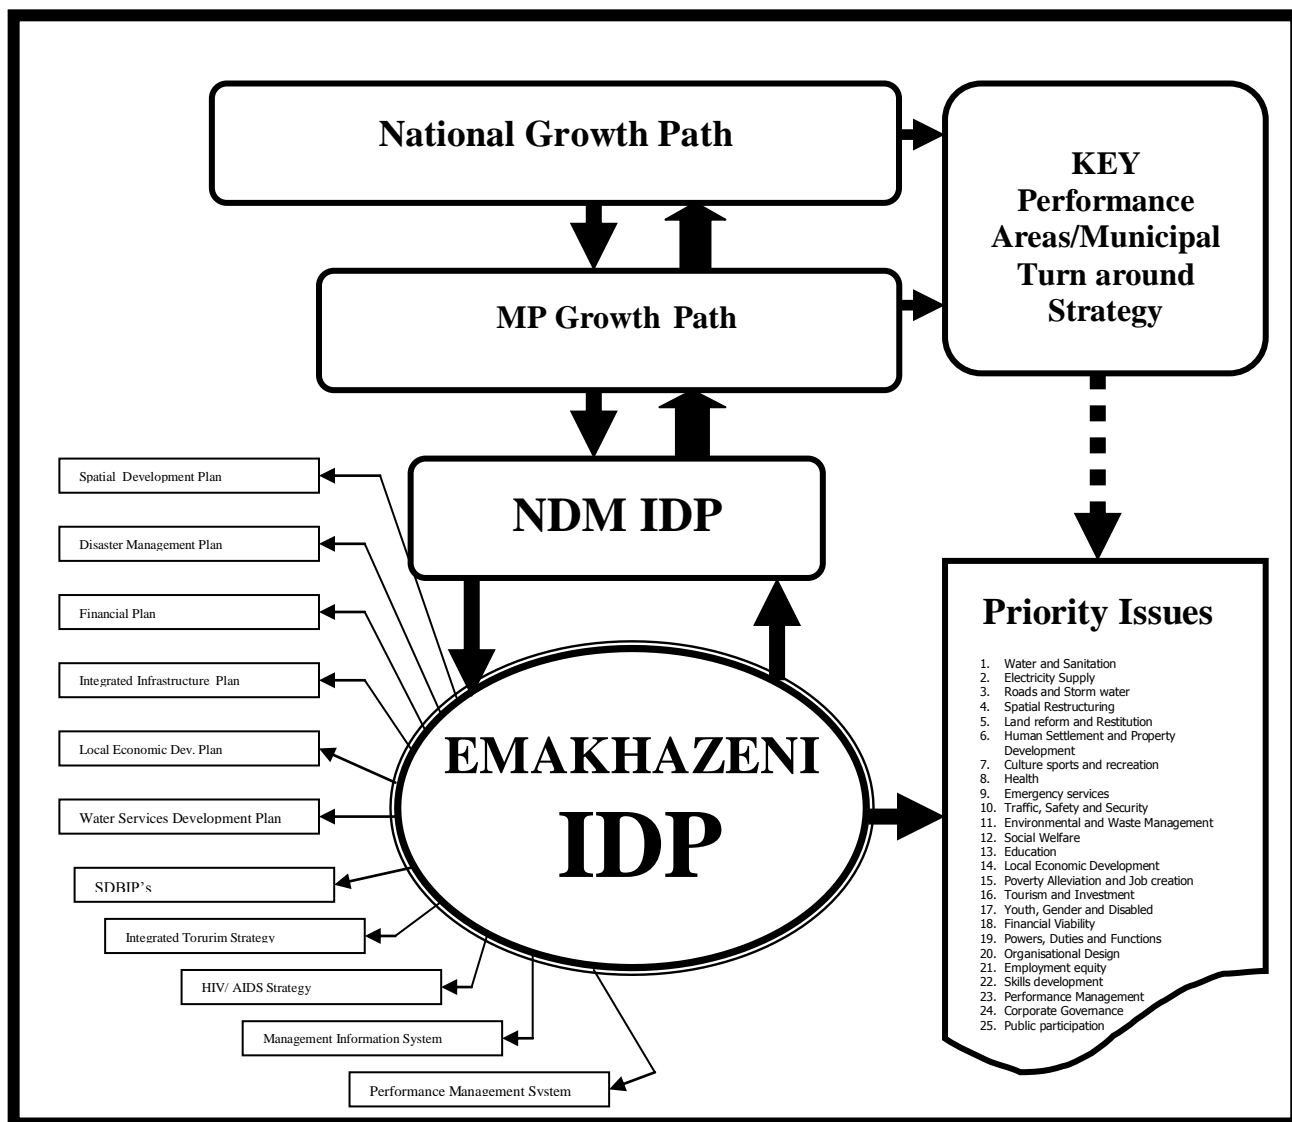 National Growth Path
KEY
Performance
Areas/Municipal
Turn around
Strategy
MP Growth Path
NDM IDP
Spatial Development Plan
Disaster Management Plan
Financial Plan
Integrated Infrastructure Plan
Local Economic Dev. Plan
Water Services Development Plan
SDBIP's
Integrated Torurim Strategy
HIV/ AIDS Strategy
Management Information System
Performance Management System
EMAKHAZENI
IDP
Priority Issues
1. Water and Sanitation
2. Electricity Supply
3. Roads and Storm water
4. Spatial Restructuring
5. Land reform and Restitution
6. Human Settlement and Property
Development
7. Culture sports and recreation
8. Health
9. Emergency services
10. Traffic, Safety and Security
11. Environmental and Waste Management
12. Social Welfare
13. Education
14. Local Economic Development
15. Poverty Alleviation and Job creation
16. Tourism and Investment
17. Youth, Gender and Disabled
18. Financial Viability
19. Powers, Duties and Functions
20. Organisational Design
21. Employment equity
22. Skills development
23. Performance Management
24. Corporate Governance
25. Public participation